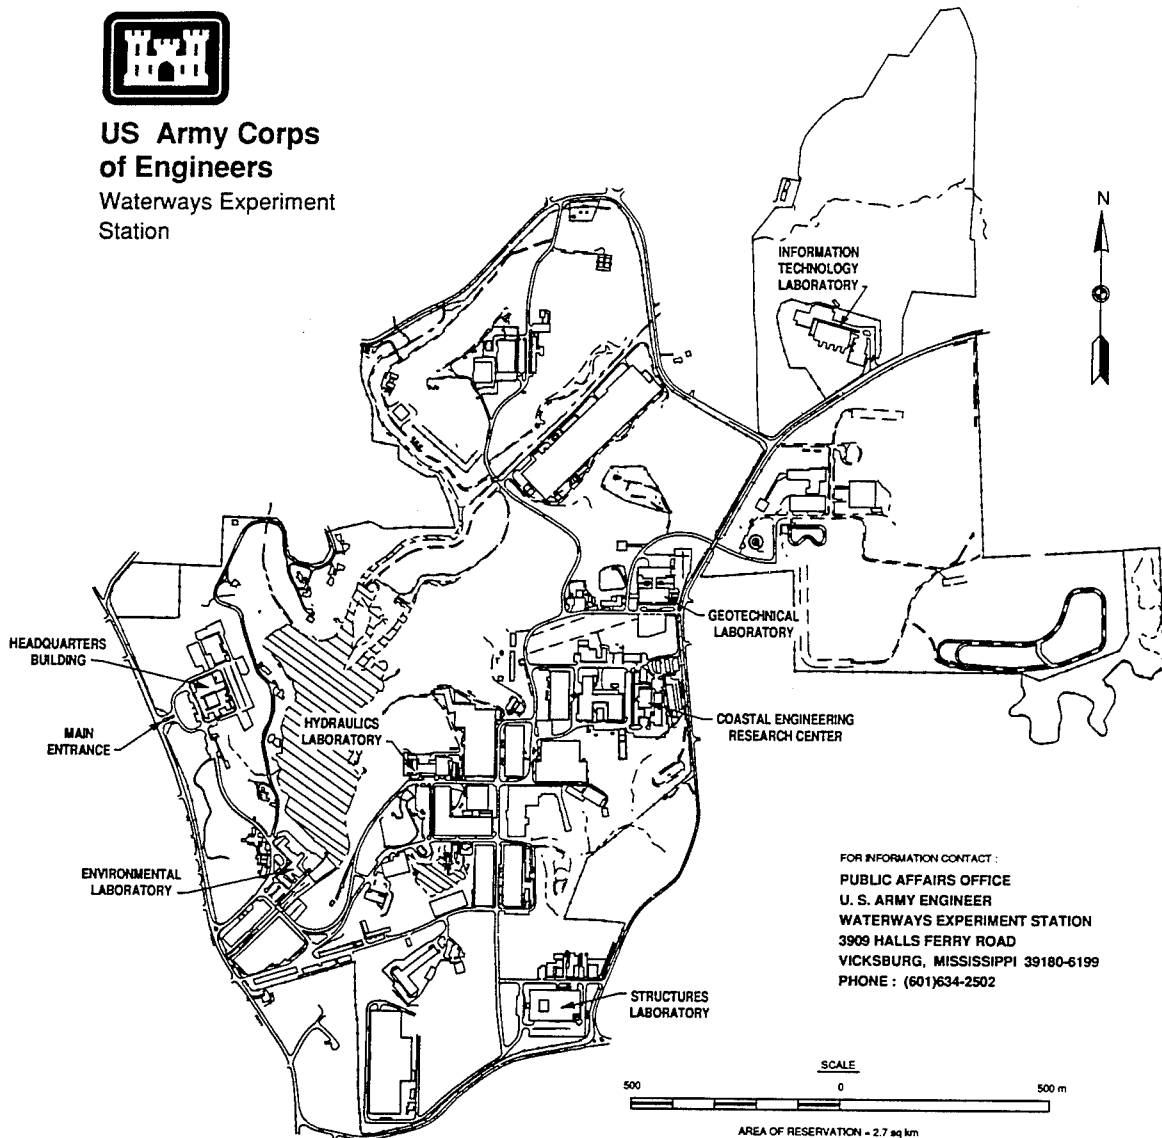 US Army Corps
of Engineers
Waterways Experiment
Station
N
INFORMATION
TECHNOLOGY
LABORATORY
GEOTECHNICAL
LABORATORY
HEADQUARTERS
BUILDING
MAIN
ENTRANCE
HYDRAULICS
LABORATORY
COASTAL ENGINEERING
RESEARCH CENTER
ENVIRONMENTAL
LABORATORY
STRUCTURES
LABORATORY
FOR INFORMATION CONTACT :
PUBLIC AFFAIRS OFFICE
U. S. ARMY ENGINEER
WATERWAYS EXPERIMENT STATION
3909 HALLS FERRY ROAD
VICKSBURG, MISSISSIPPI 39180-6199
PHONE : (601)634-2502
SCALE
500 0 500 m
AREA OF RESERVATION = 2.7 sq km